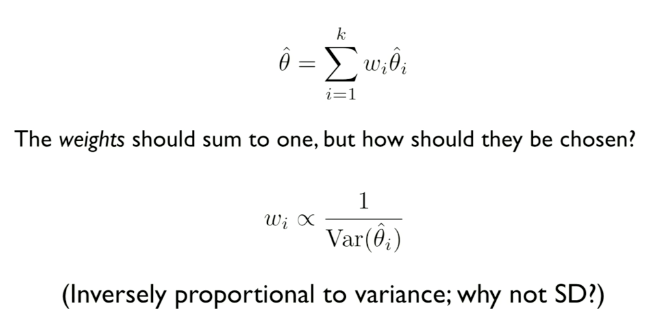 θ̂ = ∑_{i=1}^{k} w_i θ̂_i
The weights should sum to one, but how should they be chosen?
w_i ∝ 1 / Var(θ̂_i)
(Inversely proportional to variance; why not SD?)